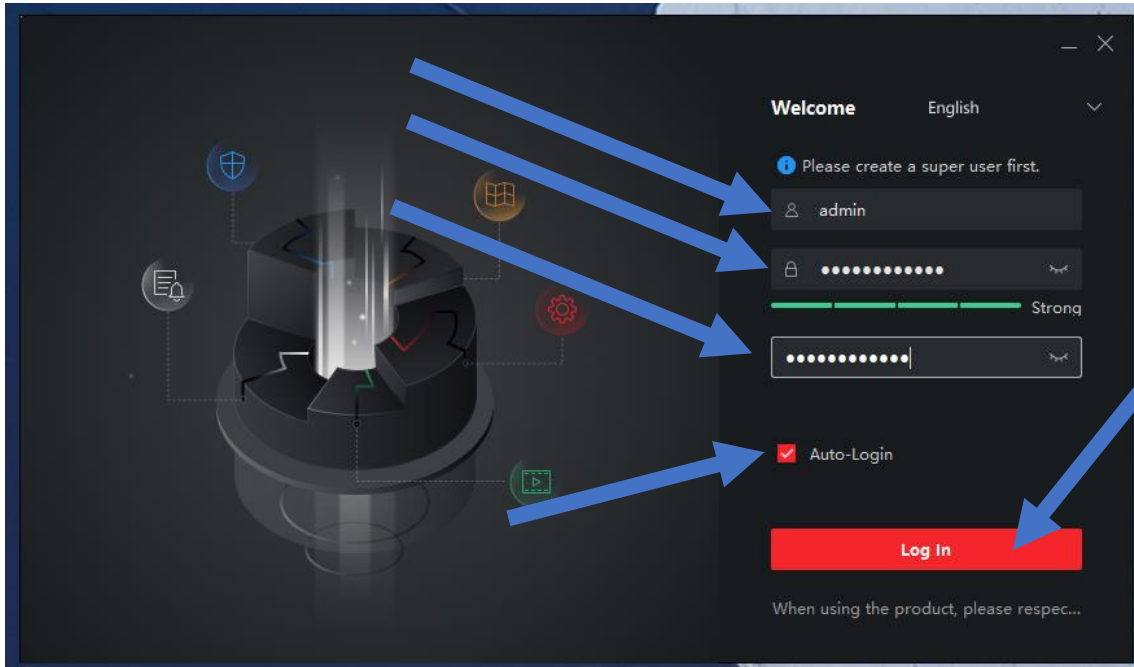 Welcome English
Please create a super user first.
admin
●●●●●●●●●●●●
Strong
●●●●●●●●●●●●
Auto-Login
Log In
When using the product, please respec...